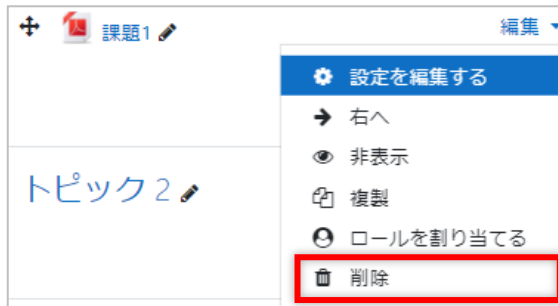 課題1
編集
設定を編集する
右へ
非表示
トピック 2
複製
ロールを割り当てる
削除